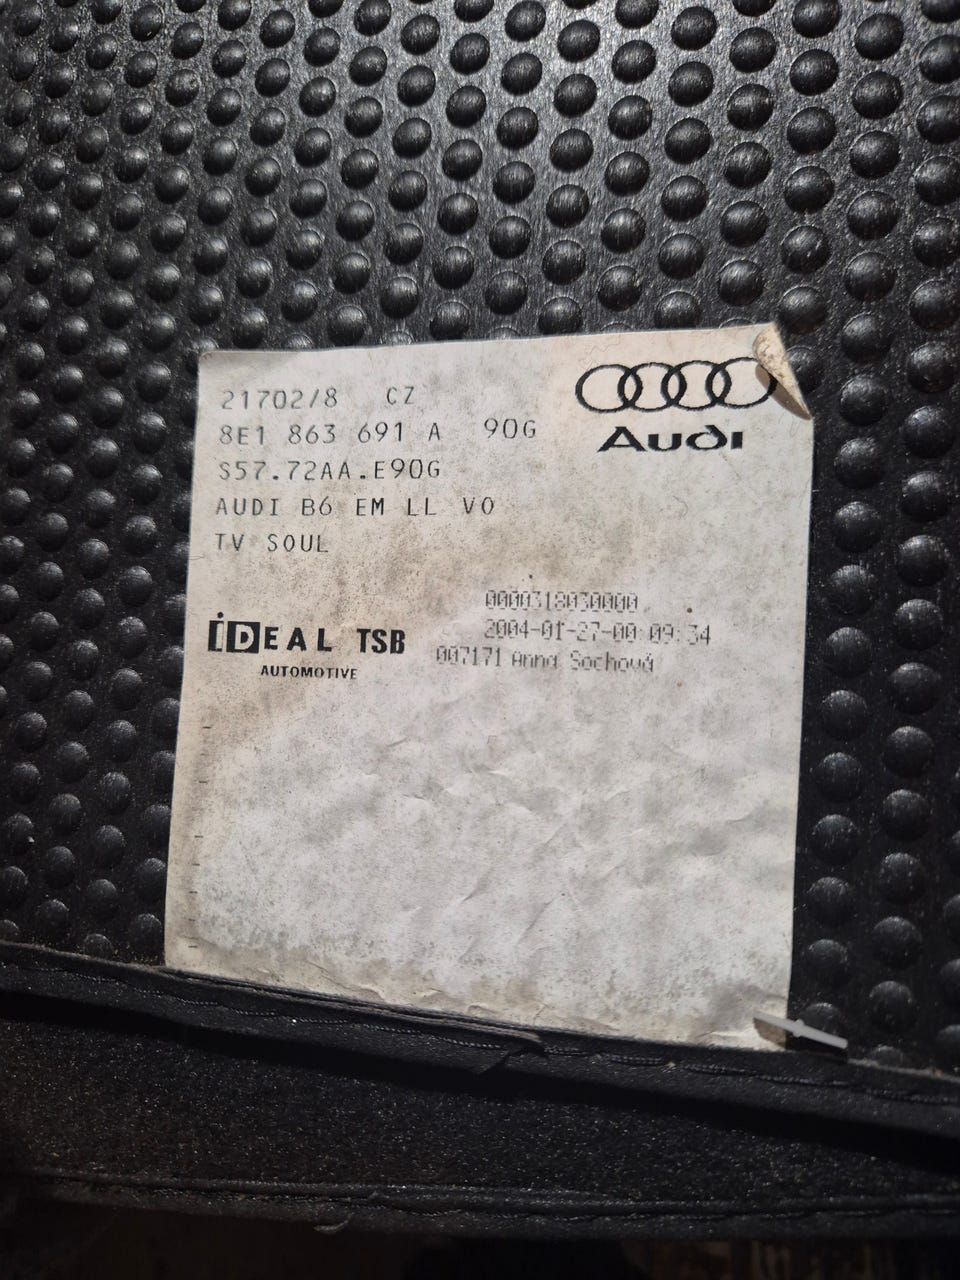 21702/8 CZ
8E1 863 691 A 90G
S57.72AA.E90G
AUDI B6 EM LL VO
TV SOUL
Audi
iDEAL TSB
AUTOMOTIVE
0000318030000
2004-01-27-00:09:34
007171 Anna Sochová